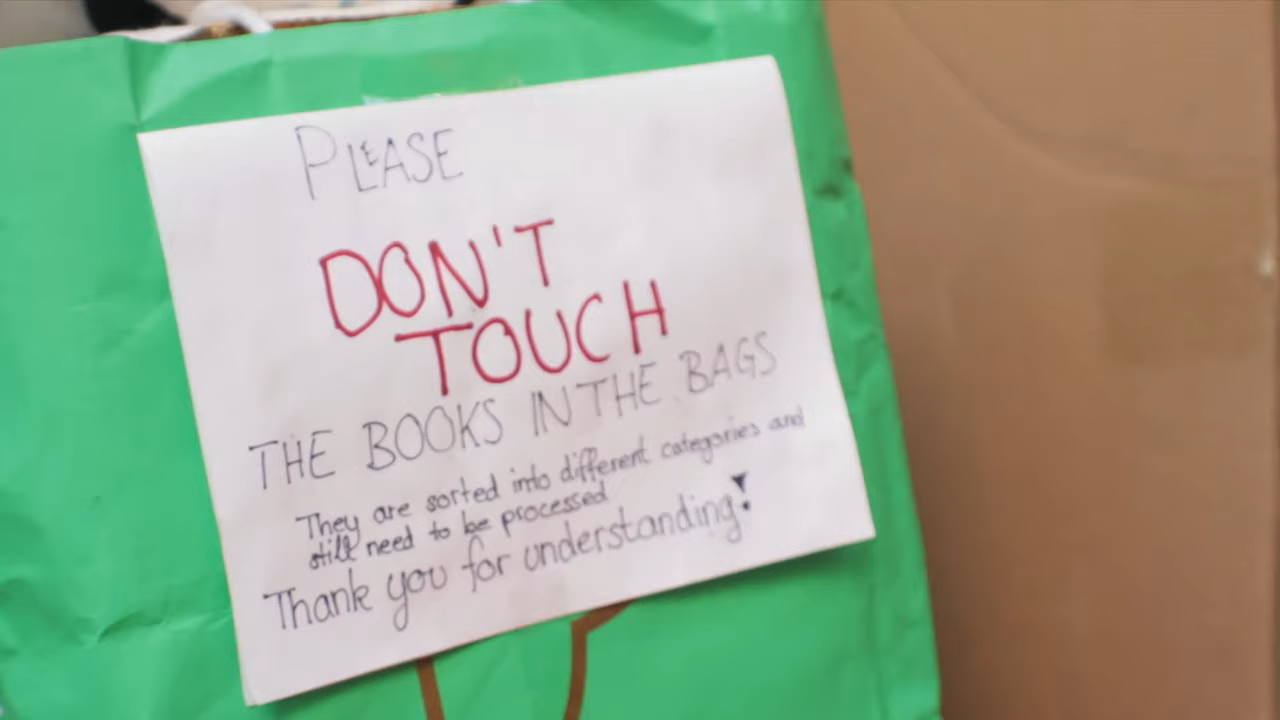 PLEASE
DON'T
TOUCH
THE BOOKS IN THE BAGS
They are sorted into different categories and
still need to be processed
Thank you for understanding!